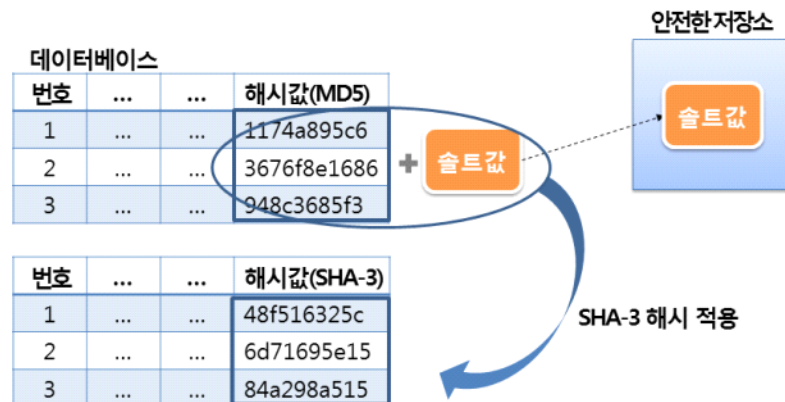 안전한 저장소
데이터베이스
번호 ... ... 해시값(MD5)
1 ... ... 1174a895c6
2 ... ... 3676f8e1686
3 ... ... 948c3685f3
+ 솔트값
솔트값
번호 ... ... 해시값(SHA-3)
1 ... ... 48f516325c
2 ... ... 6d71695e15
3 ... ... 84a298a515
SHA-3 해시 적용